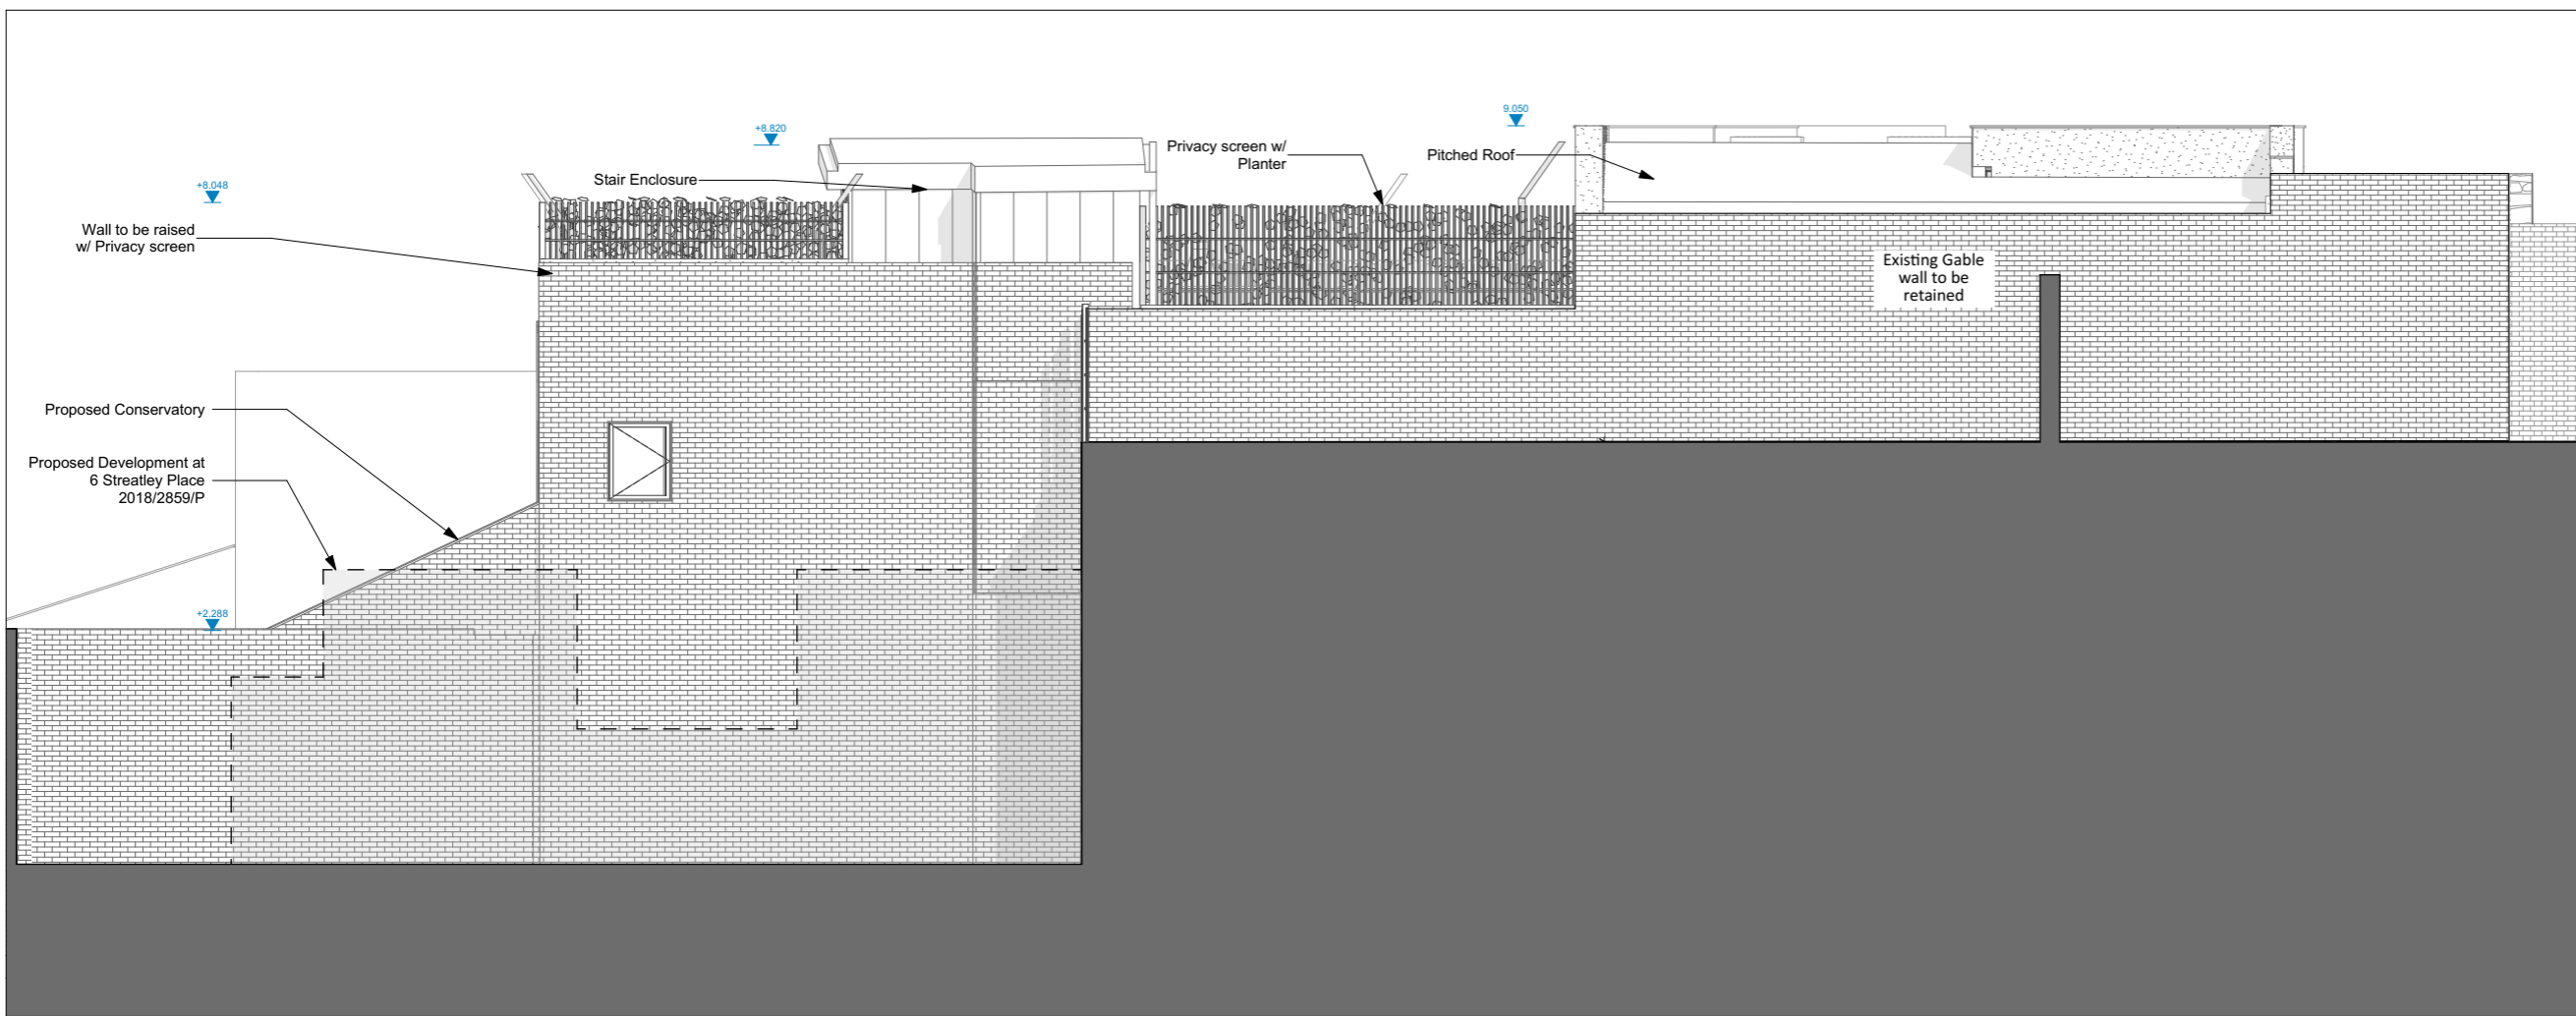 9.050
+8.820
Privacy screen w/
Planter
Pitched Roof
Stair Enclosure
+8.048
Wall to be raised
w/ Privacy screen
Existing Gable
wall to be
retained
Proposed Conservatory
Proposed Development at
6 Streatley Place
2018/2859/P
+2.288